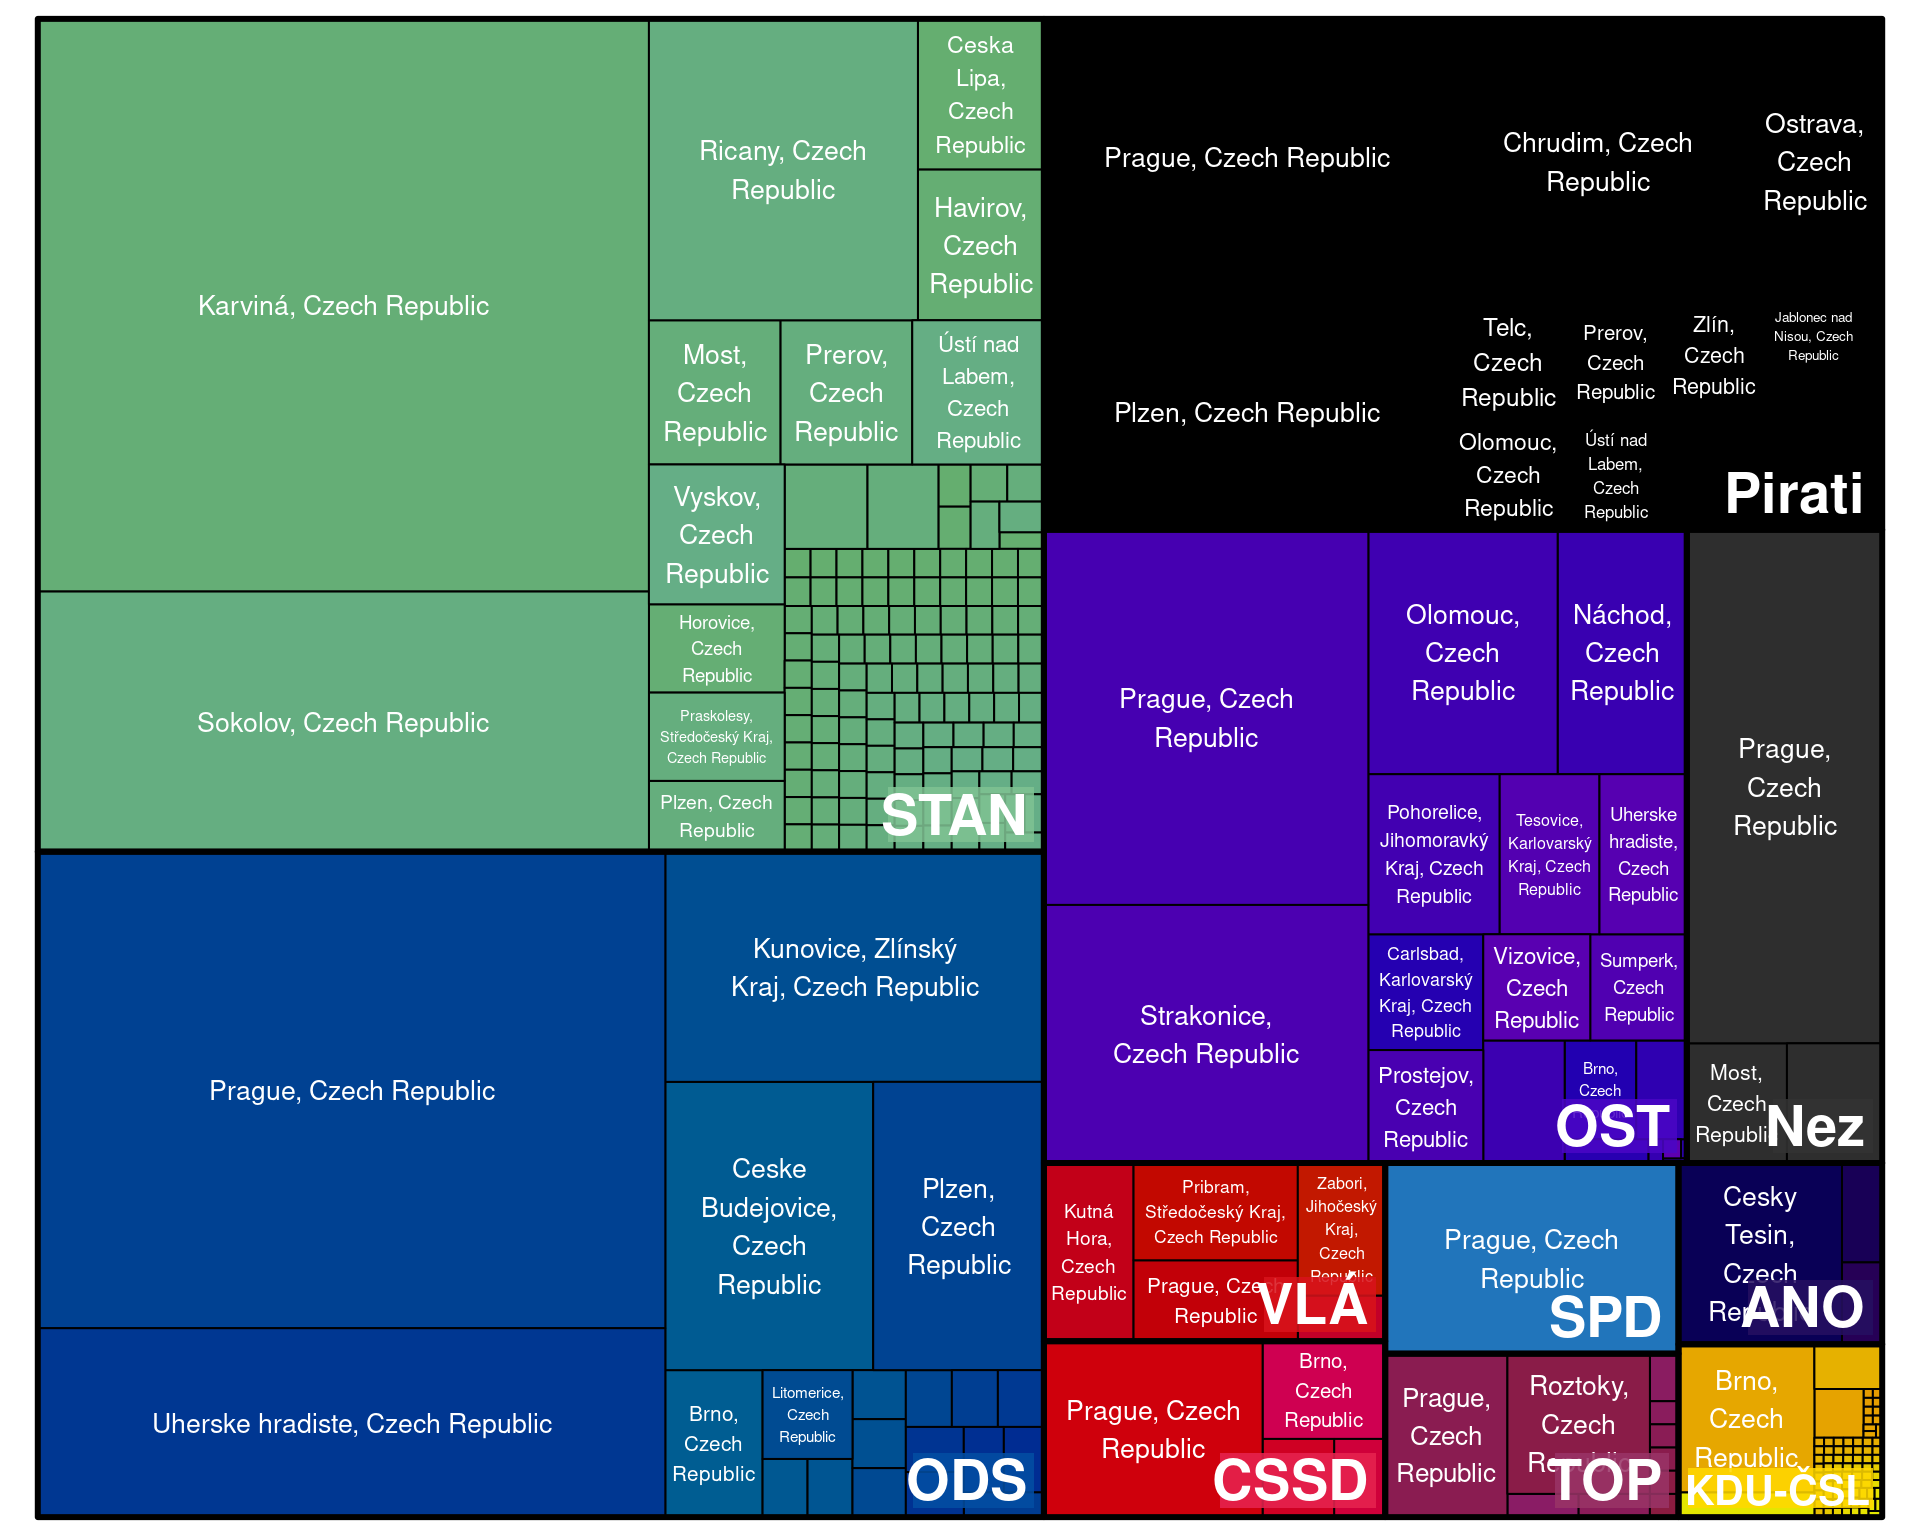 Karviná, Czech Republic
Sokolov, Czech Republic
Ricany, Czech
Republic
Ceska
Lipa,
Czech
Republic
Havirov,
Czech
Republic
Most,
Czech
Republic
Prerov,
Czech
Republic
Ústí nad
Labem,
Czech
Republic
Vyskov,
Czech
Republic
Horovice,
Czech
Republic
Praskolesy,
Středočeský Kraj,
Czech Republic
Plzen, Czech
Republic
STAN
Prague, Czech Republic
Uherske hradiste, Czech Republic
Kunovice, Zlínský
Kraj, Czech Republic
Ceske
Budejovice,
Czech
Republic
Plzen,
Czech
Republic
Brno,
Czech
Republic
Litomerice,
Czech
Republic
ODS
Prague, Czech Republic
Plzen, Czech Republic
Chrudim, Czech
Republic
Ostrava,
Czech
Republic
Telc,
Czech
Republic
Prerov,
Czech
Republic
Zlín,
Czech
Republic
Jablonec nad
Nisou, Czech
Republic
Olomouc,
Czech
Republic
Ústí nad
Labem,
Czech
Republic
Pirati
Prague, Czech
Republic
Strakonice,
Czech Republic
Olomouc,
Czech
Republic
Náchod,
Czech
Republic
Pohorelice,
Jihomoravký
Kraj, Czech
Republic
Tesovice,
Karlovarský
Kraj, Czech
Republic
Uherske
hradiste,
Czech
Republic
Carlsbad,
Karlovarský
Kraj, Czech
Republic
Vizovice,
Czech
Republic
Sumperk,
Czech
Republic
Prostejov,
Czech
Republic
Brno,
Czech
OST
Prague,
Czech
Republic
Most,
Czech
Republic
Nez
Kutná
Hora,
Czech
Republic
Pribram,
Středočeský Kraj,
Czech Republic
Prague, Czech
Republic
Zabori,
Jihočeský
Kraj,
Czech
Republic
VLÁ
Prague, Czech
Republic
SPD
Cesky
Tesin,
Czech
ANO
Prague, Czech
Republic
Brno,
Czech
Republic
CSSD
Prague,
Czech
Republic
Roztoky,
Czech
TOP
Brno,
Czech
Republic
KDU-ČSL